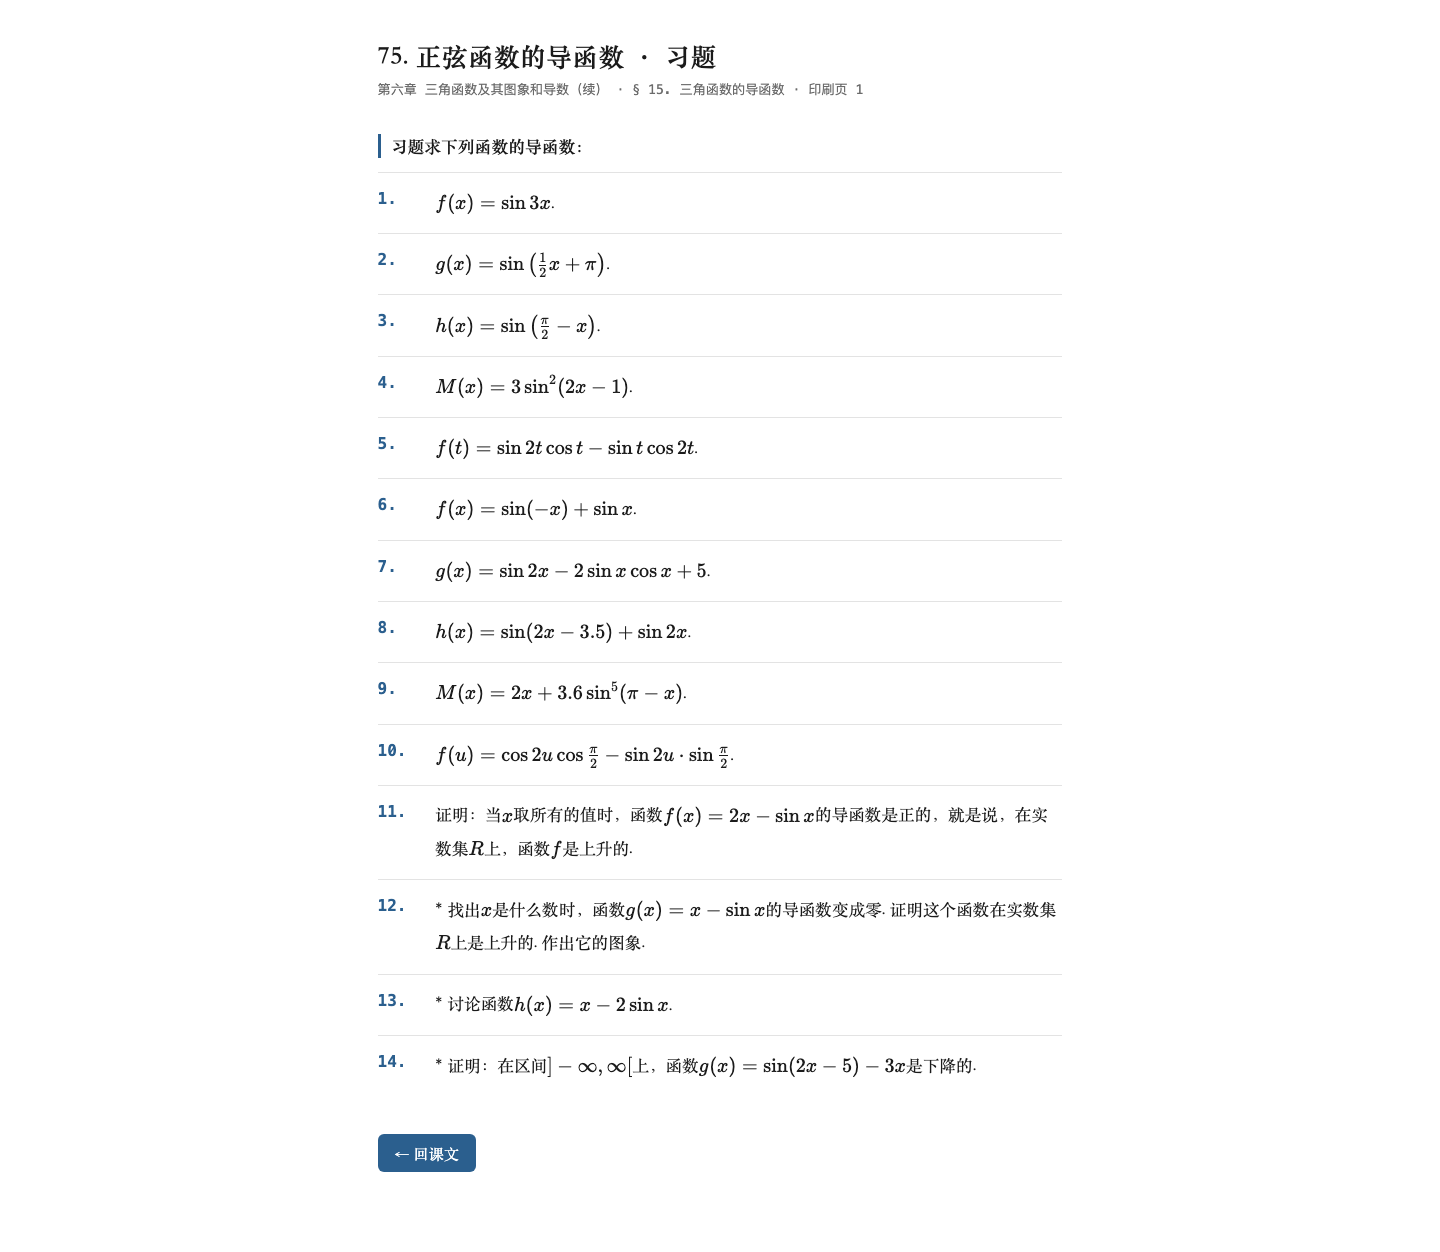 75. 正弦函数的导函数 · 习题
第六章 三角函数及其图象和导数（续） · § 15. 三角函数的导函数 · 印刷页 1
习题求下列函数的导函数：
1. f(x) = sin 3x.
2. g(x) = sin (½x + π).
3. h(x) = sin (π/2 − x).
4. M(x) = 3 sin²(2x − 1).
5. f(t) = sin 2t cos t − sin t cos 2t.
6. f(x) = sin(−x) + sin x.
7. g(x) = sin 2x − 2 sin x cos x + 5.
8. h(x) = sin(2x − 3.5) + sin 2x.
9. M(x) = 2x + 3.6 sin⁵(π − x).
10. f(u) = cos 2u cos π/2 − sin 2u · sin π/2.
11. 证明：当x取所有的值时，函数f(x) = 2x − sin x的导函数是正的，就是说，在实
数集R上，函数f是上升的.
12. * 找出x是什么数时，函数g(x) = x − sin x的导函数变成零. 证明这个函数在实数集
R上是上升的. 作出它的图象.
13. * 讨论函数h(x) = x − 2 sin x.
14. * 证明：在区间] − ∞, ∞[上，函数g(x) = sin(2x − 5) − 3x是下降的.
← 回课文